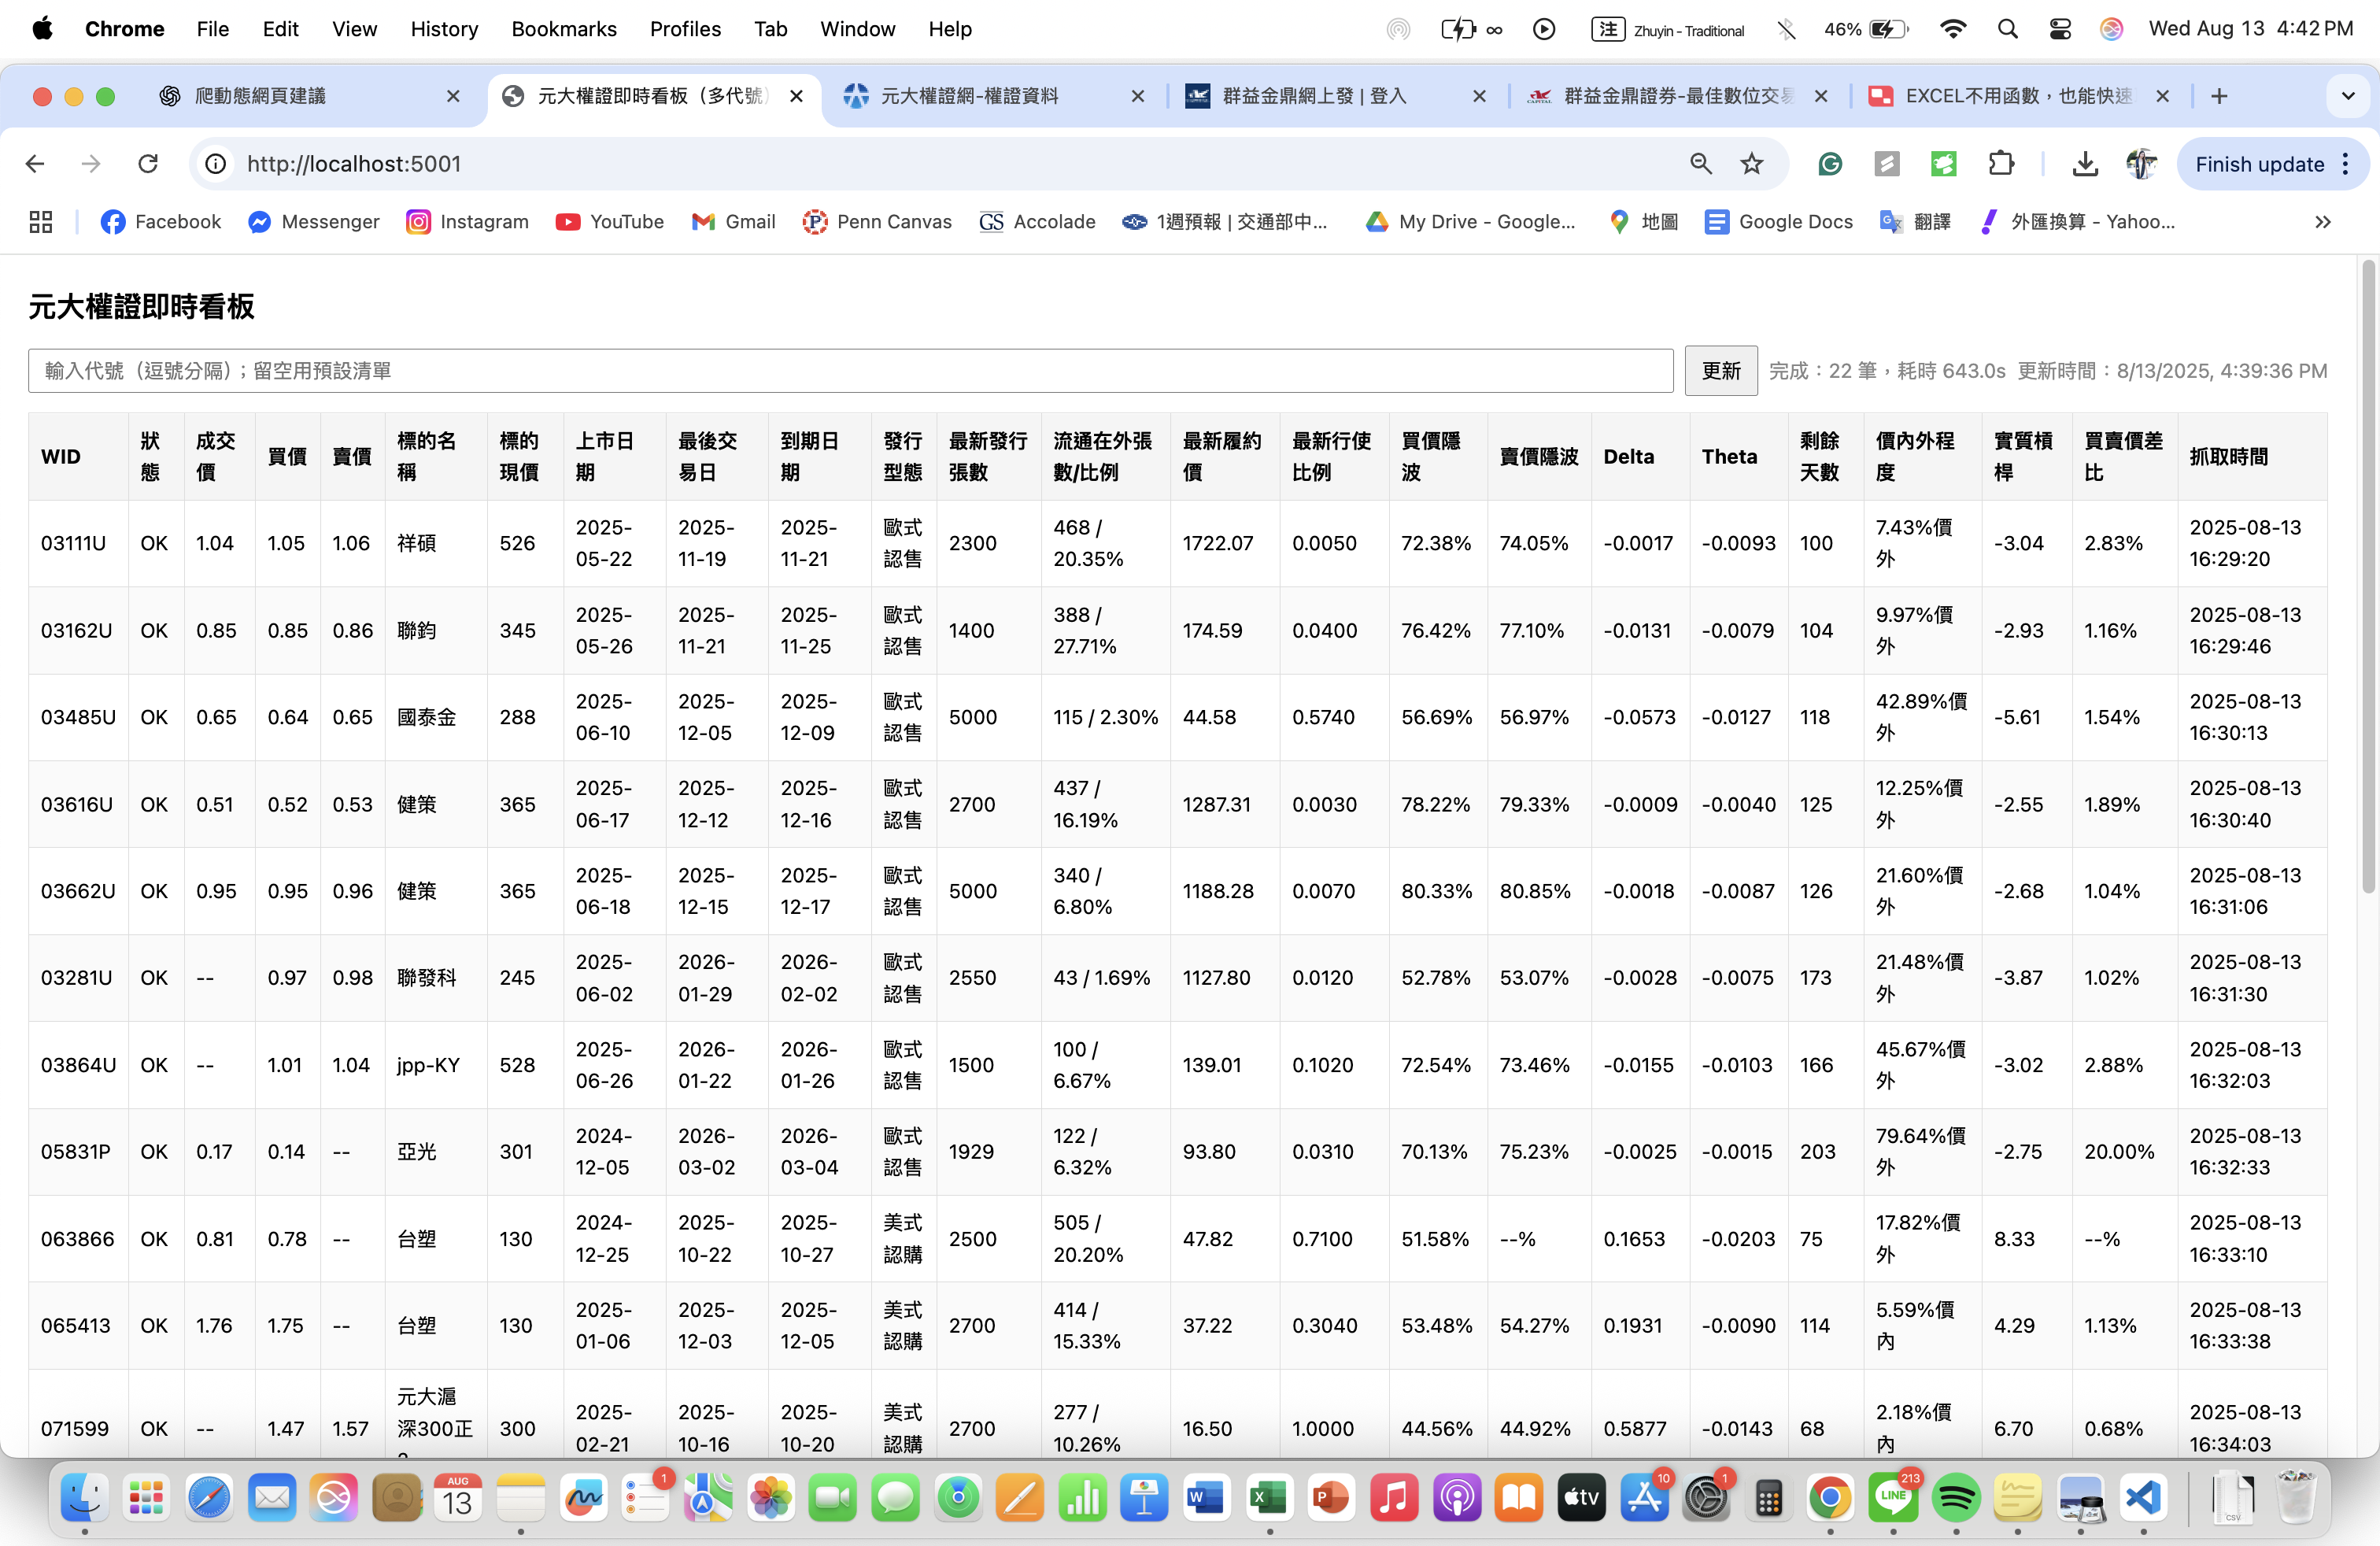 Chrome File Edit View History Bookmarks Profiles Tab Window Help 注 Zhuyin - Traditional 46% Wed Aug 13 4:42 PM
爬動態網頁建議 元大權證即時看板（多代號） 元大權證網-權證資料 群益金鼎網上發 | 登入 群益金鼎證券-最佳數位交易 EXCEL不用函數，也能快速
http://localhost:5001 Finish update
Facebook Messenger Instagram YouTube Gmail Penn Canvas GS Accolade 1週預報 | 交通部中... My Drive - Google... 地圖 Google Docs 翻譯 外匯換算 - Yahoo...
元大權證即時看板
輸入代號（逗號分隔）；留空用預設清單 更新 完成：22 筆，耗時 643.0s 更新時間：8/13/2025, 4:39:36 PM
WID 狀態 成交價 買價 賣價 標的名稱 標的現價 上市日期 最後交易日 到期日期 發行型態 最新發行張數 流通在外張數/比例 最新履約價 最新行使比例 買價隱波 賣價隱波 Delta Theta 剩餘天數 價內外程度 實質槓桿 買賣價差比 抓取時間
03111U OK 1.04 1.05 1.06 祥碩 526 2025-05-22 2025-11-19 2025-11-21 歐式認售 2300 468 / 20.35% 1722.07 0.0050 72.38% 74.05% -0.0017 -0.0093 100 7.43%價外 -3.04 2.83% 2025-08-13 16:29:20
03162U OK 0.85 0.85 0.86 聯鈞 345 2025-05-26 2025-11-21 2025-11-25 歐式認售 1400 388 / 27.71% 174.59 0.0400 76.42% 77.10% -0.0131 -0.0079 104 9.97%價外 -2.93 1.16% 2025-08-13 16:29:46
03485U OK 0.65 0.64 0.65 國泰金 288 2025-06-10 2025-12-05 2025-12-09 歐式認售 5000 115 / 2.30% 44.58 0.5740 56.69% 56.97% -0.0573 -0.0127 118 42.89%價外 -5.61 1.54% 2025-08-13 16:30:13
03616U OK 0.51 0.52 0.53 健策 365 2025-06-17 2025-12-12 2025-12-16 歐式認售 2700 437 / 16.19% 1287.31 0.0030 78.22% 79.33% -0.0009 -0.0040 125 12.25%價外 -2.55 1.89% 2025-08-13 16:30:40
03662U OK 0.95 0.95 0.96 健策 365 2025-06-18 2025-12-15 2025-12-17 歐式認售 5000 340 / 6.80% 1188.28 0.0070 80.33% 80.85% -0.0018 -0.0087 126 21.60%價外 -2.68 1.04% 2025-08-13 16:31:06
03281U OK -- 0.97 0.98 聯發科 245 2025-06-02 2026-01-29 2026-02-02 歐式認售 2550 43 / 1.69% 1127.80 0.0120 52.78% 53.07% -0.0028 -0.0075 173 21.48%價外 -3.87 1.02% 2025-08-13 16:31:30
03864U OK -- 1.01 1.04 jpp-KY 528 2025-06-26 2026-01-22 2026-01-26 歐式認售 1500 100 / 6.67% 139.01 0.1020 72.54% 73.46% -0.0155 -0.0103 166 45.67%價外 -3.02 2.88% 2025-08-13 16:32:03
05831P OK 0.17 0.14 -- 亞光 301 2024-12-05 2026-03-02 2026-03-04 歐式認售 1929 122 / 6.32% 93.80 0.0310 70.13% 75.23% -0.0025 -0.0015 203 79.64%價外 -2.75 20.00% 2025-08-13 16:32:33
063866 OK 0.81 0.78 -- 台塑 130 2024-12-25 2025-10-22 2025-10-27 美式認購 2500 505 / 20.20% 47.82 0.7100 51.58% --% 0.1653 -0.0203 75 17.82%價外 8.33 --% 2025-08-13 16:33:10
065413 OK 1.76 1.75 -- 台塑 130 2025-01-06 2025-12-03 2025-12-05 美式認購 2700 414 / 15.33% 37.22 0.3040 53.48% 54.27% 0.1931 -0.0090 114 5.59%價內 4.29 1.13% 2025-08-13 16:33:38
071599 OK -- 1.47 1.57 元大滬深300正 300 2025-02-21 2025-10-16 2025-10-20 美式認購 2700 277 / 10.26% 16.50 1.0000 44.56% 44.92% 0.5877 -0.0143 68 2.18%價內 6.70 0.68% 2025-08-13 16:34:03
AUG 13 1 tv 10 1 LINE 213 CSV